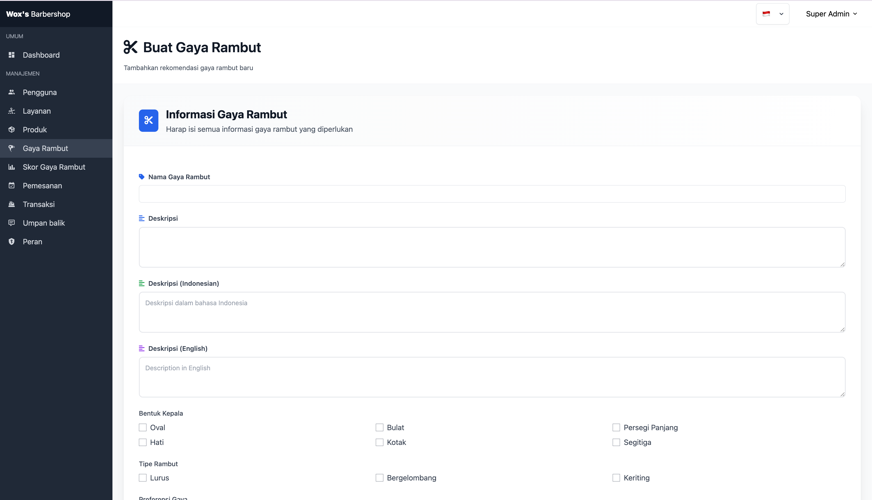 Wox's Barbershop
Super Admin
UMUM
Dashboard
MANAJEMEN
Pengguna
Layanan
Produk
Gaya Rambut
Skor Gaya Rambut
Pemesanan
Transaksi
Umpan balik
Peran
Buat Gaya Rambut
Tambahkan rekomendasi gaya rambut baru
Informasi Gaya Rambut
Harap isi semua informasi gaya rambut yang diperlukan
Nama Gaya Rambut
Deskripsi
Deskripsi (Indonesian)
Deskripsi dalam bahasa Indonesia
Deskripsi (English)
Description in English
Bentuk Kepala
Oval Bulat Persegi Panjang
Hati Kotak Segitiga
Tipe Rambut
Lurus Bergelombang Keriting
Preferensi Gaya